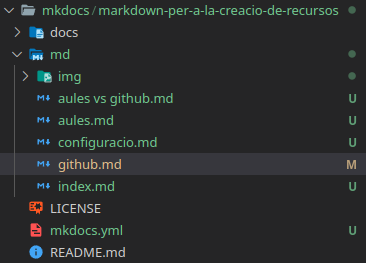 mkdocs/markdown-per-a-la-creacio-de-recursos
docs
md
img
aules vs github.md U
aules.md U
configuracio.md U
github.md M
index.md U
LICENSE
mkdocs.yml U
README.md